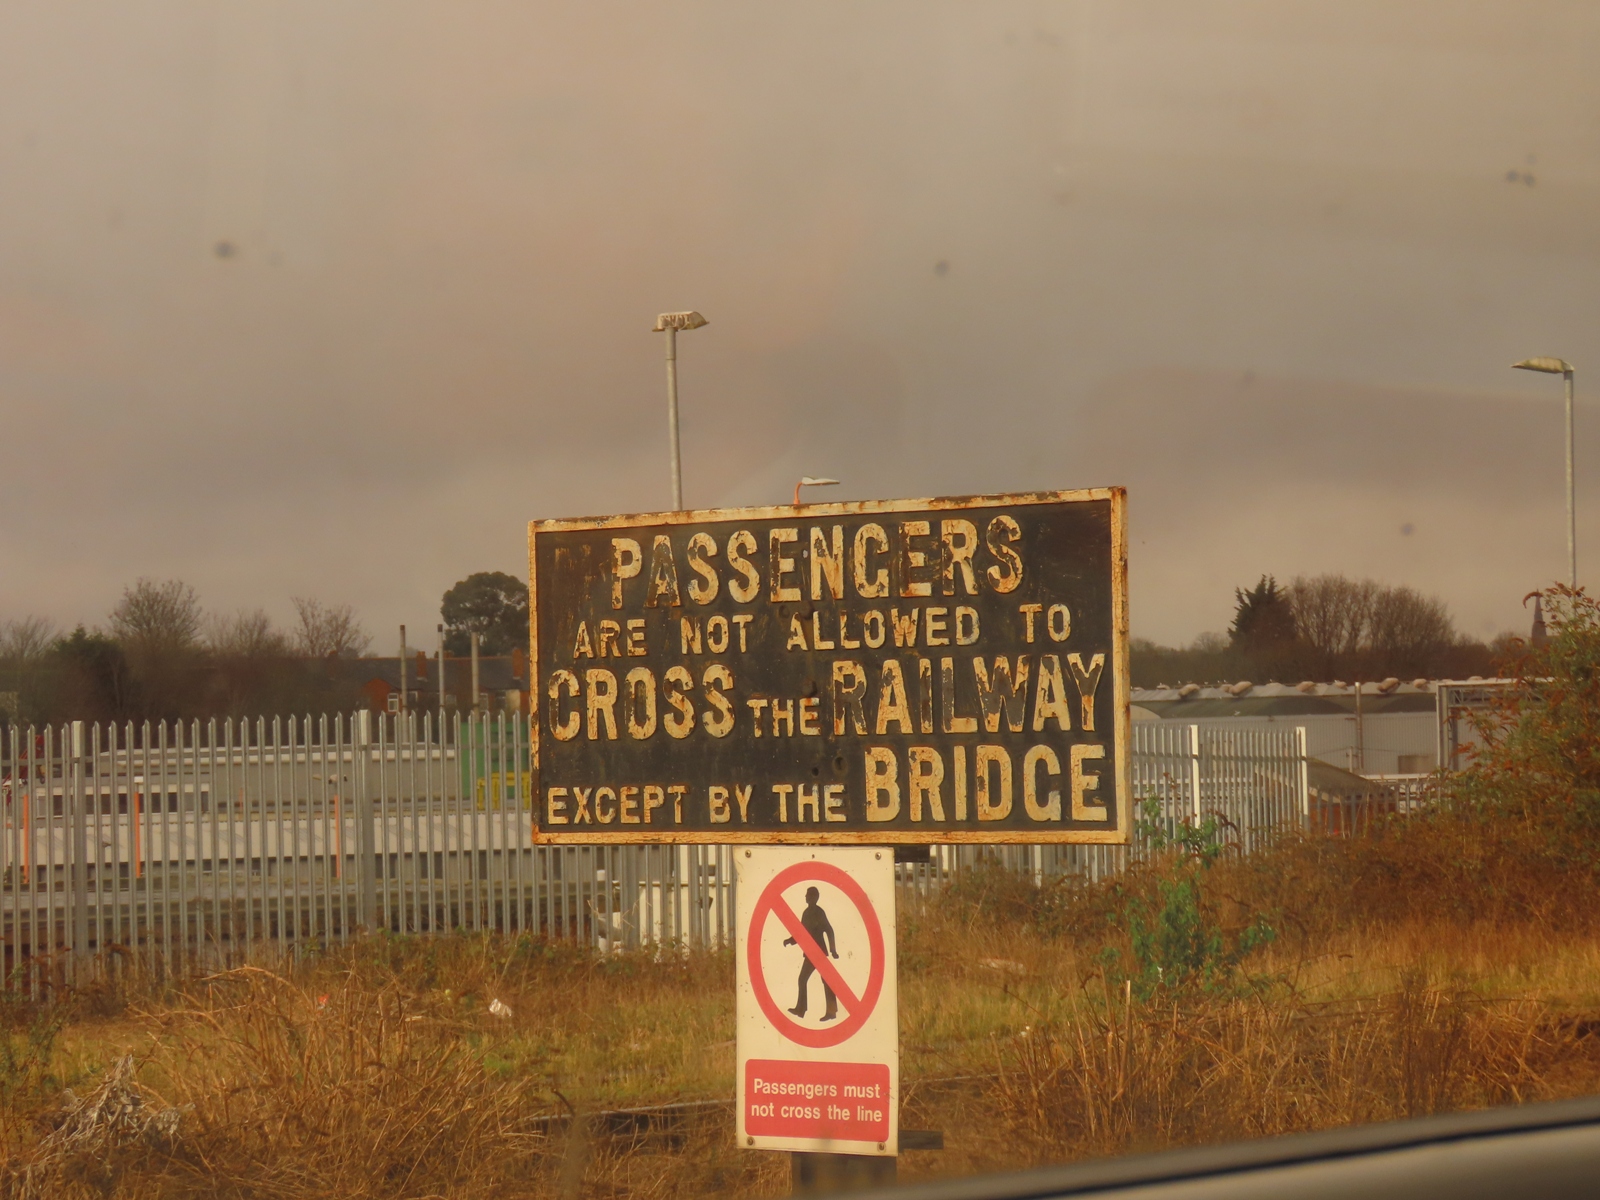 PASSENGERS
ARE NOT ALLOWED TO
CROSS THE RAILWAY
EXCEPT BY THE BRIDGE
Passengers must
not cross the line